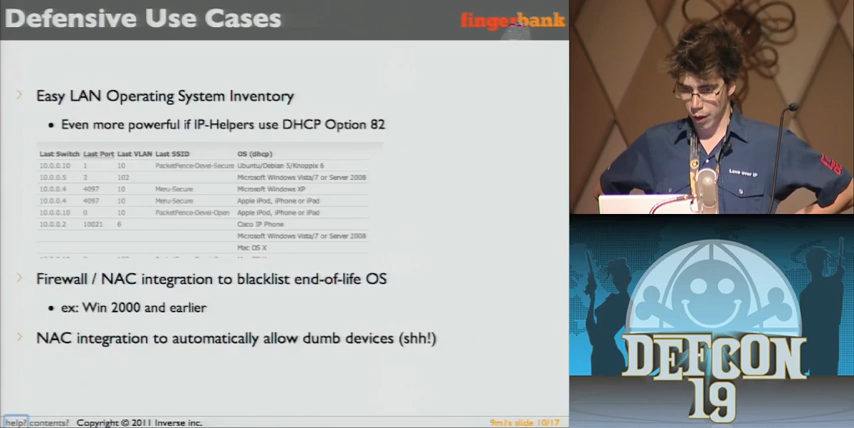 Defensive Use Cases
fingerbank
Easy LAN Operating System Inventory
• Even more powerful if IP-Helpers use DHCP Option 82
Last Switch Last Port Last VLAN Last SSID OS (dhcp)
10.0.0.10 1 10 PacketFence-Devel-Secure Ubuntu/Debian 5/Knoppix 6
10.0.0.5 3 102 Microsoft Windows Vista/7 or Server 2008
10.0.0.4 4097 10 Meru-Secure Microsoft Windows XP
10.0.0.4 4097 10 Meru-Secure Apple iPod, iPhone or iPad
10.0.0.10 0 10 PacketFence-Devel-Open Apple iPod, iPhone or iPad
10.0.0.2 10021 6 Cisco IP Phone
Microsoft Windows Vista/7 or Server 2008
Mac OS X
Firewall / NAC integration to blacklist end-of-life OS
• ex: Win 2000 and earlier
NAC integration to automatically allow dumb devices (shh!)
help? contents? Copyright © 2011 Inverse inc. 9m1s slide 10/17
Love over IP
DEFCON
19